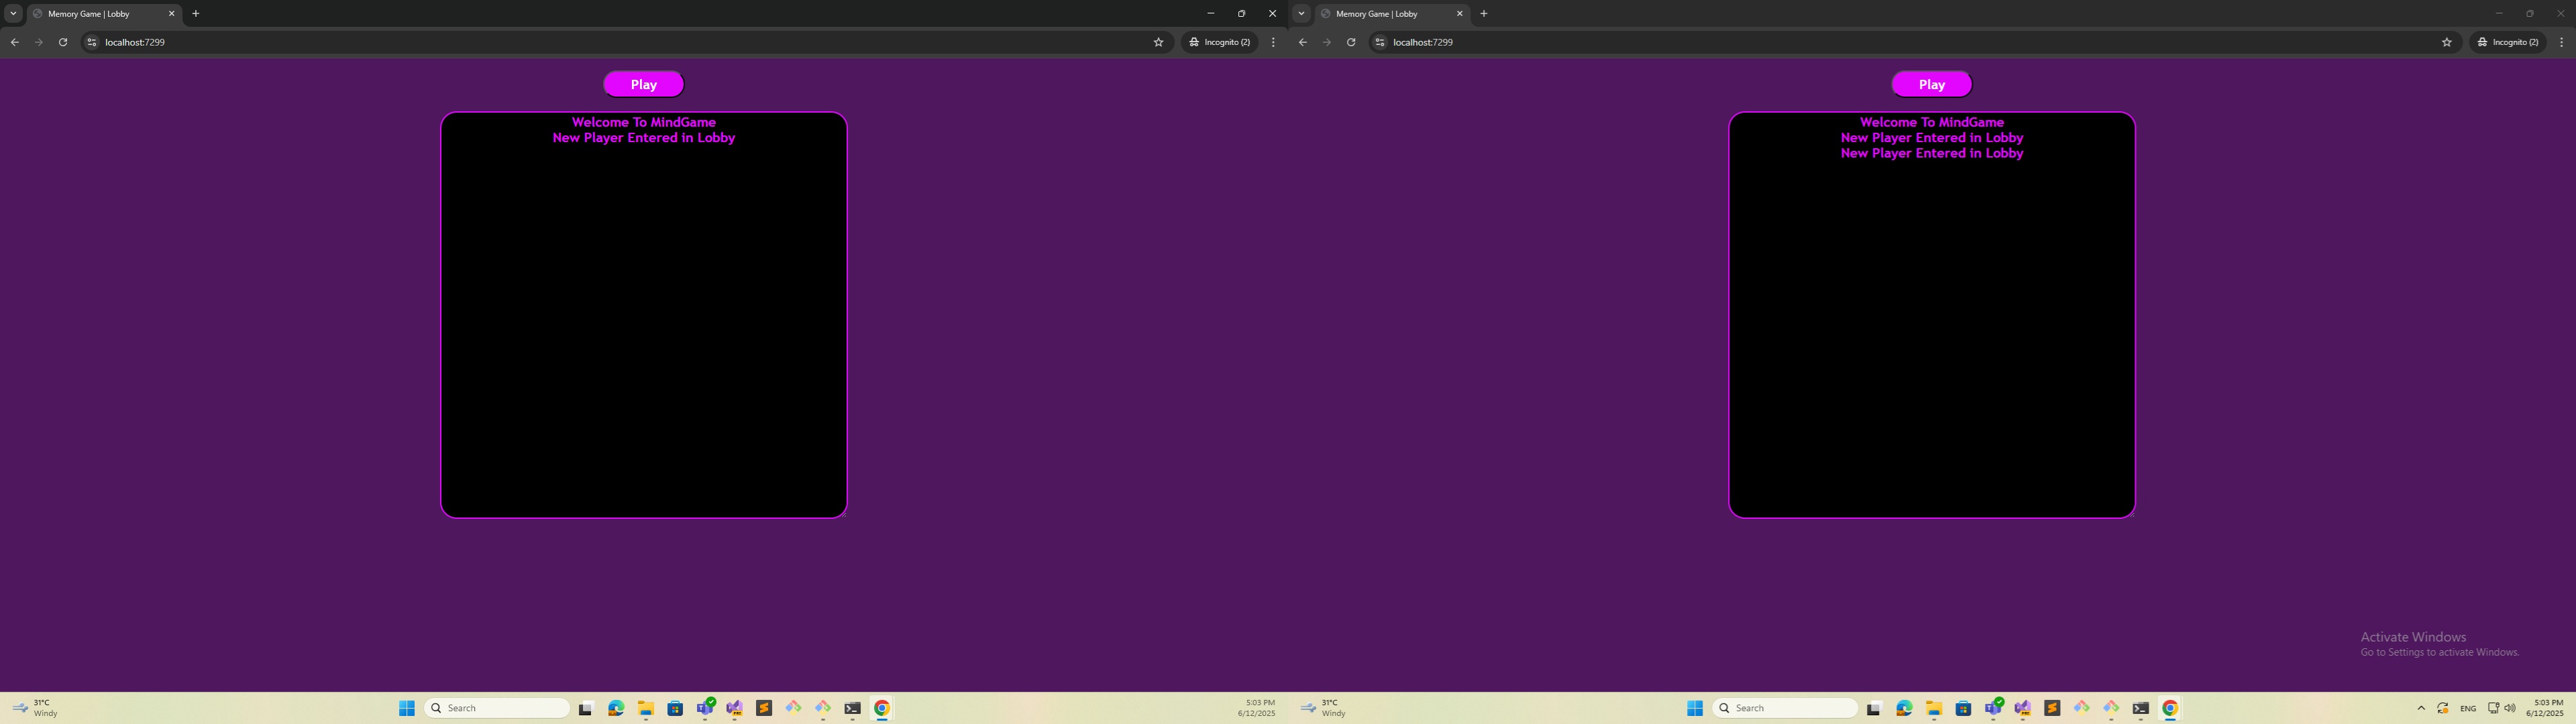 Memory Game | Lobby
localhost:7299
Incognito (2)
Play
Welcome To MindGame
New Player Entered in Lobby
31°C
Windy
Search
5:03 PM
6/12/2025
Memory Game | Lobby
localhost:7299
Incognito (2)
Play
Welcome To MindGame
New Player Entered in Lobby
New Player Entered in Lobby
Activate Windows
Go to Settings to activate Windows.
31°C
Windy
Search
ENG
5:03 PM
6/12/2025